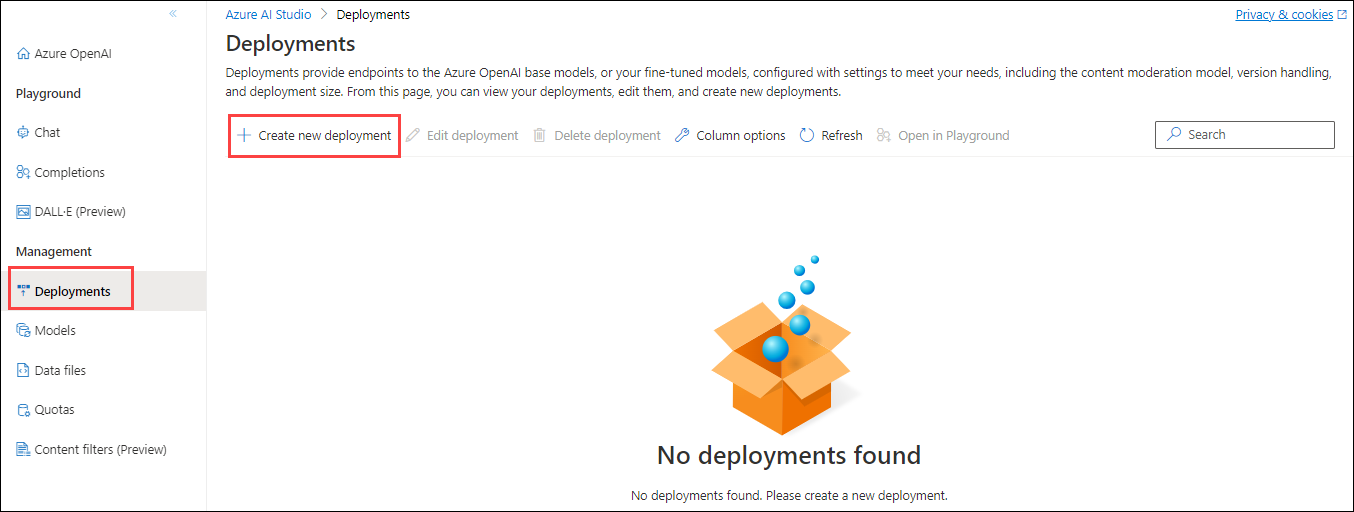 Azure AI Studio > Deployments
Privacy & cookies
Deployments
Deployments provide endpoints to the Azure OpenAI base models, or your fine-tuned models, configured with settings to meet your needs, including the content moderation model, version handling,
and deployment size. From this page, you can view your deployments, edit them, and create new deployments.
Create new deployment
Edit deployment
Delete deployment
Column options
Refresh
Open in Playground
Search
Azure OpenAI
Playground
Chat
Completions
DALL·E (Preview)
Management
Deployments
Models
Data files
Quotas
Content filters (Preview)
No deployments found
No deployments found. Please create a new deployment.